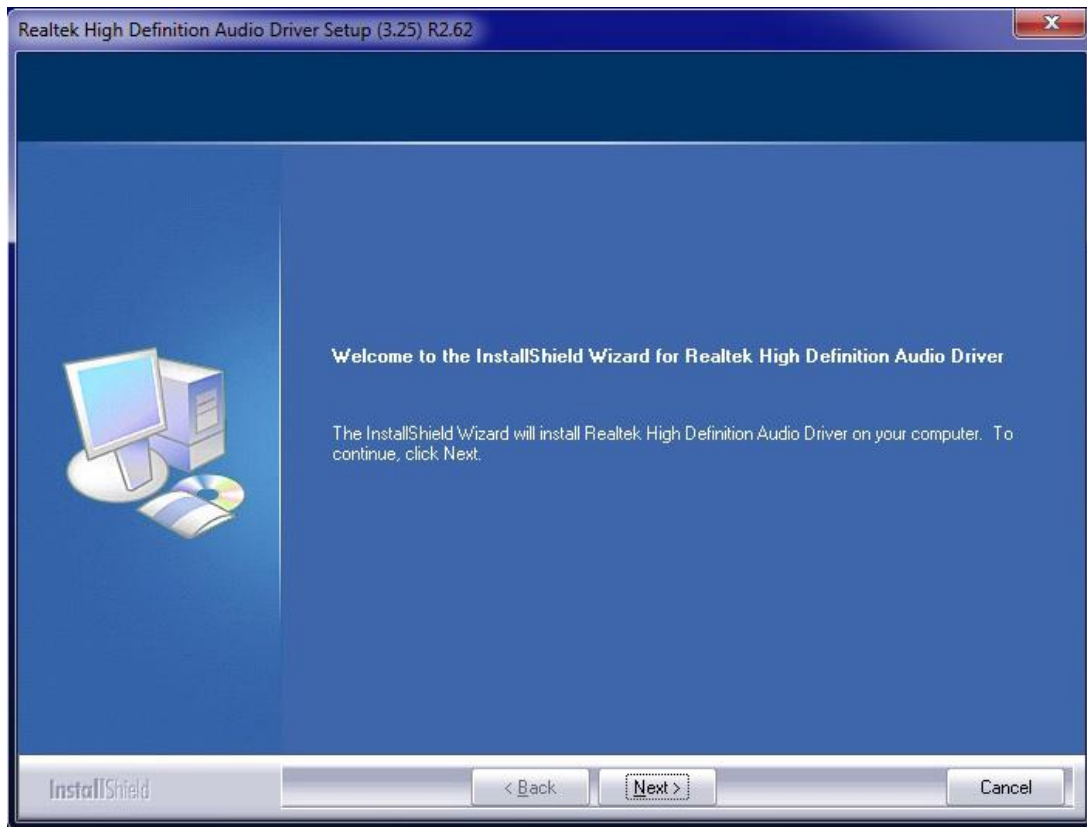 Realtek High Definition Audio Driver Setup (3.25) R2.62
X
Welcome to the InstallShield Wizard for Realtek High Definition Audio Driver
The InstallShield Wizard will install Realtek High Definition Audio Driver on your computer. To
continue, click Next.
InstallShield
< Back Next > Cancel